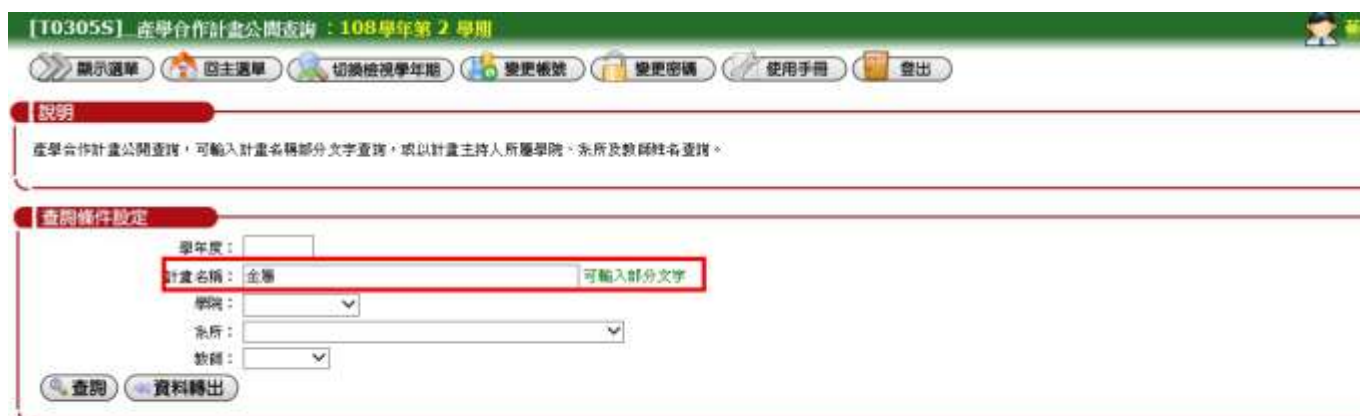 [T0305S]_產學合作計畫公開查詢：108學年第 2 學期
顯示選單 回主選單 切換檢視學年期 變更帳號 變更密碼 使用手冊 登出
說明
產學合作計畫公開查詢，可輸入計畫名稱部分文字查詢，或以計畫主持人所屬學院、系所及教師姓名查詢。
查詢條件設定
學年度：
計畫名稱： 金屬 可輸入部分文字
學院：
系所：
教師：
查詢 資料轉出